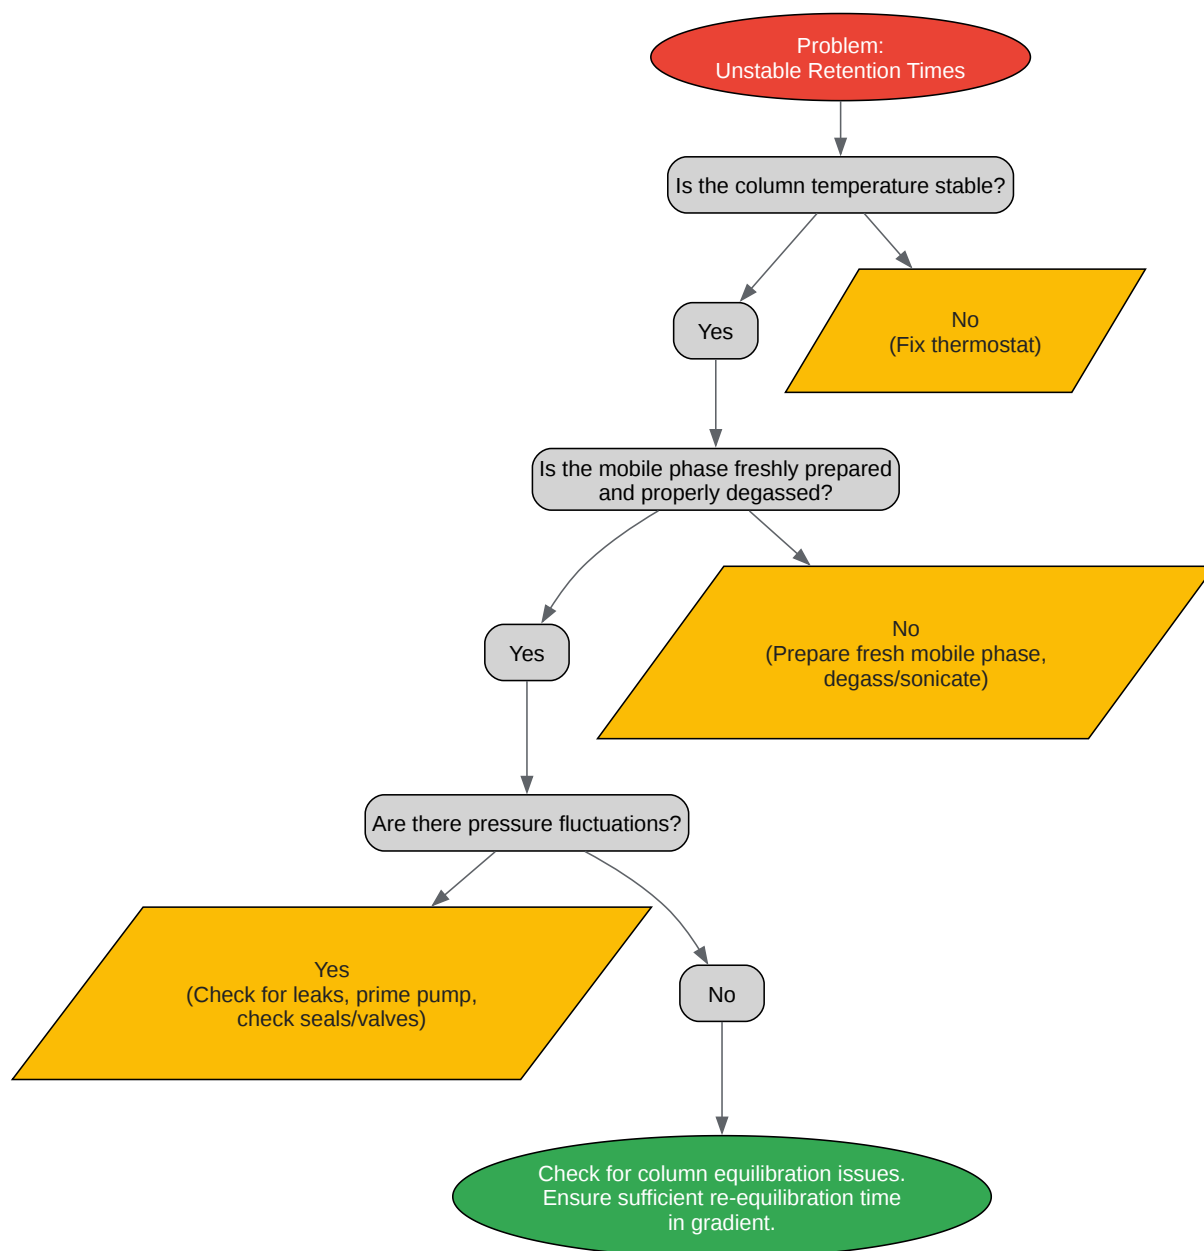 Problem:
Unstable Retention Times
Is the column temperature stable?
Yes
No
(Fix thermostat)
Is the mobile phase freshly prepared
and properly degassed?
Yes
No
(Prepare fresh mobile phase,
degass/sonicate)
Are there pressure fluctuations?
Yes
(Check for leaks, prime pump,
check seals/valves)
No
Check for column equilibration issues.
Ensure sufficient re-equilibration time
in gradient.